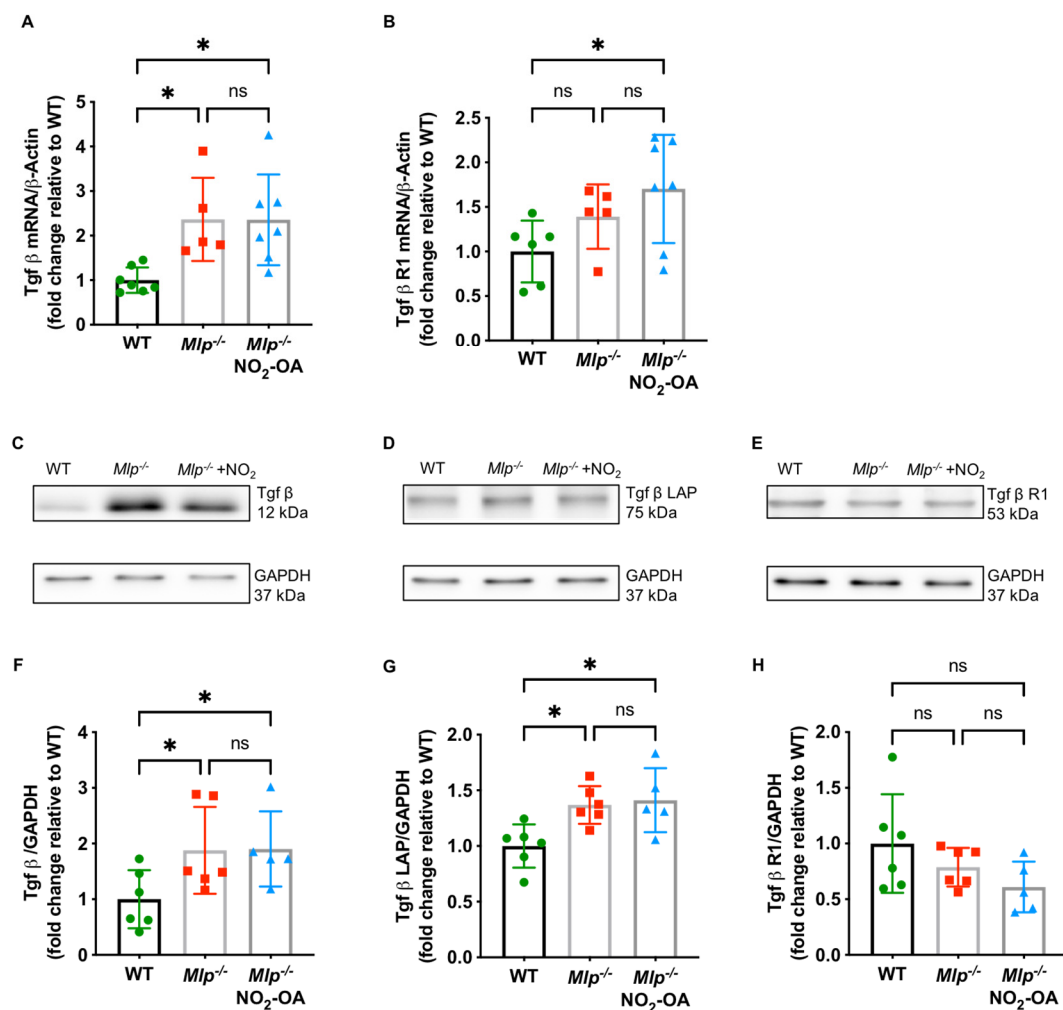 A
*
*
ns
Tgf β mRNA/β-Actin
(fold change relative to WT)
5
4
3
2
1
0
WT
Mlp-/-
Mlp-/-
NO2-OA
B
*
ns
ns
Tgf β R1 mRNA/β-Actin
(fold change relative to WT)
2.5
2.0
1.5
1.0
0.5
0.0
WT
Mlp-/-
Mlp-/-
NO2-OA
C
WT Mlp-/- Mlp-/- +NO2
Tgf β
12 kDa
GAPDH
37 kDa
D
WT Mlp-/- Mlp-/- +NO2
Tgf β LAP
75 kDa
GAPDH
37 kDa
E
WT Mlp-/- Mlp-/- +NO2
Tgf β R1
53 kDa
GAPDH
37 kDa
F
*
*
ns
Tgf β /GAPDH
(fold change relative to WT)
4
3
2
1
0
WT
Mlp-/-
Mlp-/-
NO2-OA
G
*
*
ns
Tgf β LAP/GAPDH
(fold change relative to WT)
2.0
1.5
1.0
0.5
0.0
WT
Mlp-/-
Mlp-/-
NO2-OA
H
ns
ns
ns
Tgf β R1/GAPDH
(fold change relative to WT)
2.0
1.5
1.0
0.5
0.0
WT
Mlp-/-
Mlp-/-
NO2-OA